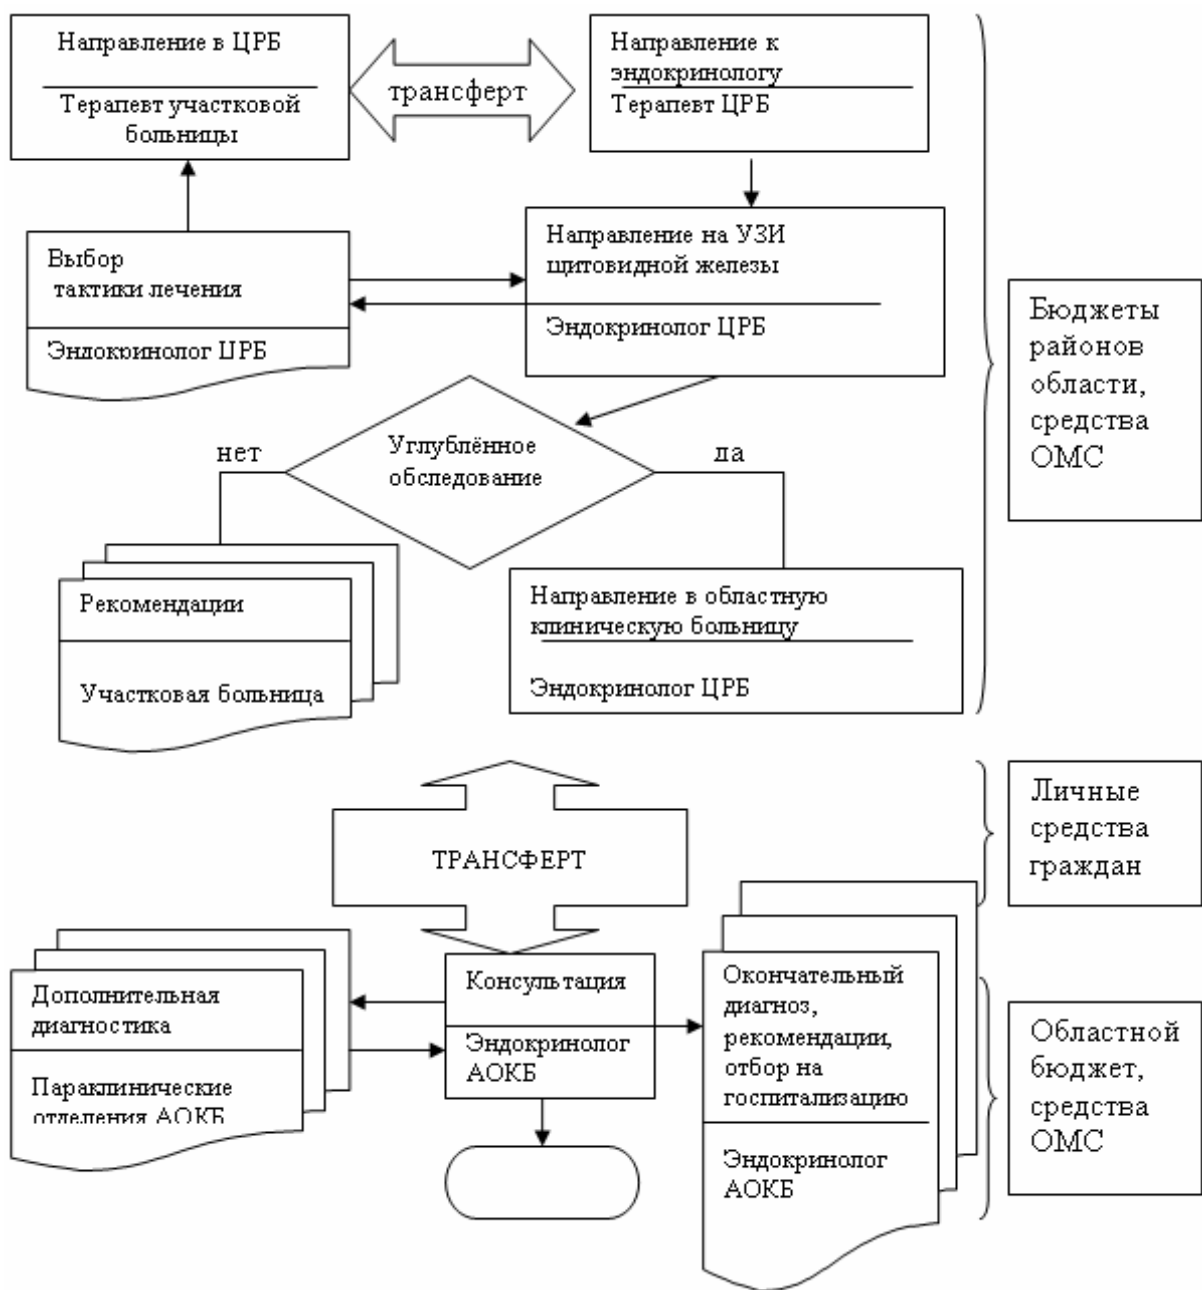 Направление в ЦРБ
Терапевт участковой
больницы
трансферт
Направление к
эндокринологу
Терапевт ЦРБ
Выбор
тактики лечения
Эндокринолог ЦРБ
Направление на УЗИ
щитовидной железы
Эндокринолог ЦРБ
Бюджеты
районов
области,
средства
ОМС
нет
Углублённое
обследование
да
Рекомендации
Участковая больница
Направление в областную
клиническую больницу
Эндокринолог ЦРБ
ТРАНСФЕРТ
Личные
средства
граждан
Дополнительная
диагностика
Параклинические
отделения АОКБ
Консультация
Эндокринолог
АОКБ
Окончательный
диагноз,
рекомендации,
отбор на
госпитализацию
Эндокринолог
АОКБ
Областной
бюджет,
средства
ОМС